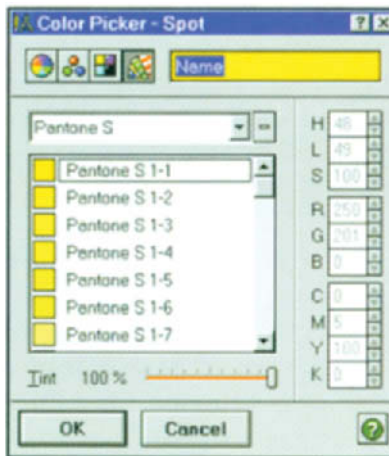 Color Picker - Spot
Name
Pantone S
Pantone S 1-1
Pantone S 1-2
Pantone S 1-3
Pantone S 1-4
Pantone S 1-5
Pantone S 1-6
Pantone S 1-7
Tint 100 %
H 48
L 49
S 100
R 250
G 201
B 0
C 0
M 5
Y 100
K 0
OK
Cancel